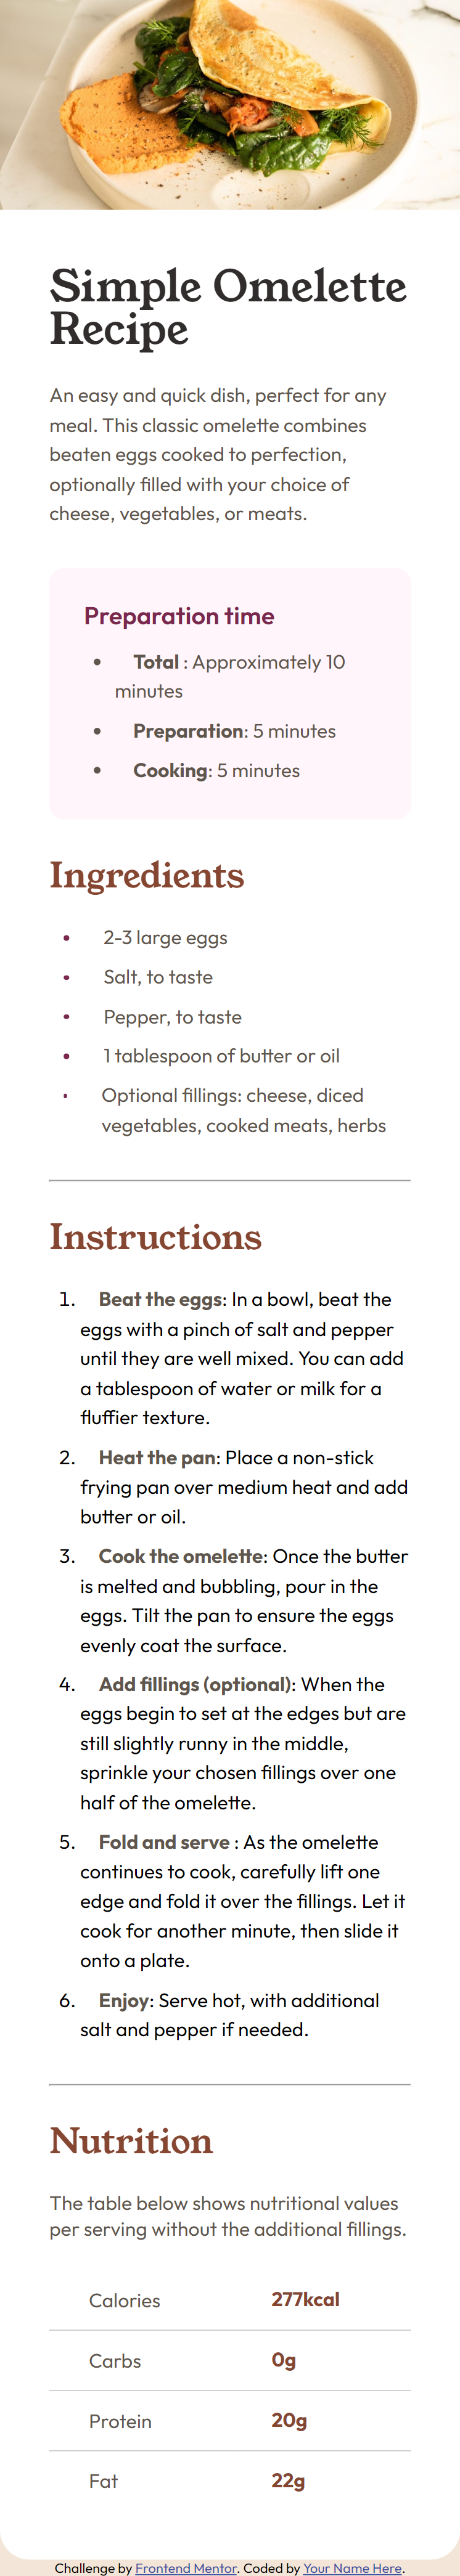 Simple Omelette
Recipe
An easy and quick dish, perfect for any
meal. This classic omelette combines
beaten eggs cooked to perfection,
optionally filled with your choice of
cheese, vegetables, or meats.
Preparation time
• Total : Approximately 10
minutes
• Preparation: 5 minutes
• Cooking: 5 minutes
Ingredients
• 2-3 large eggs
• Salt, to taste
• Pepper, to taste
• 1 tablespoon of butter or oil
• Optional fillings: cheese, diced
vegetables, cooked meats, herbs
Instructions
1. Beat the eggs: In a bowl, beat the
eggs with a pinch of salt and pepper
until they are well mixed. You can add
a tablespoon of water or milk for a
fluffier texture.
2. Heat the pan: Place a non-stick
frying pan over medium heat and add
butter or oil.
3. Cook the omelette: Once the butter
is melted and bubbling, pour in the
eggs. Tilt the pan to ensure the eggs
evenly coat the surface.
4. Add fillings (optional): When the
eggs begin to set at the edges but are
still slightly runny in the middle,
sprinkle your chosen fillings over one
half of the omelette.
5. Fold and serve : As the omelette
continues to cook, carefully lift one
edge and fold it over the fillings. Let it
cook for another minute, then slide it
onto a plate.
6. Enjoy: Serve hot, with additional
salt and pepper if needed.
Nutrition
The table below shows nutritional values
per serving without the additional fillings.
Calories 277kcal
Carbs 0g
Protein 20g
Fat 22g
Challenge by Frontend Mentor. Coded by Your Name Here.